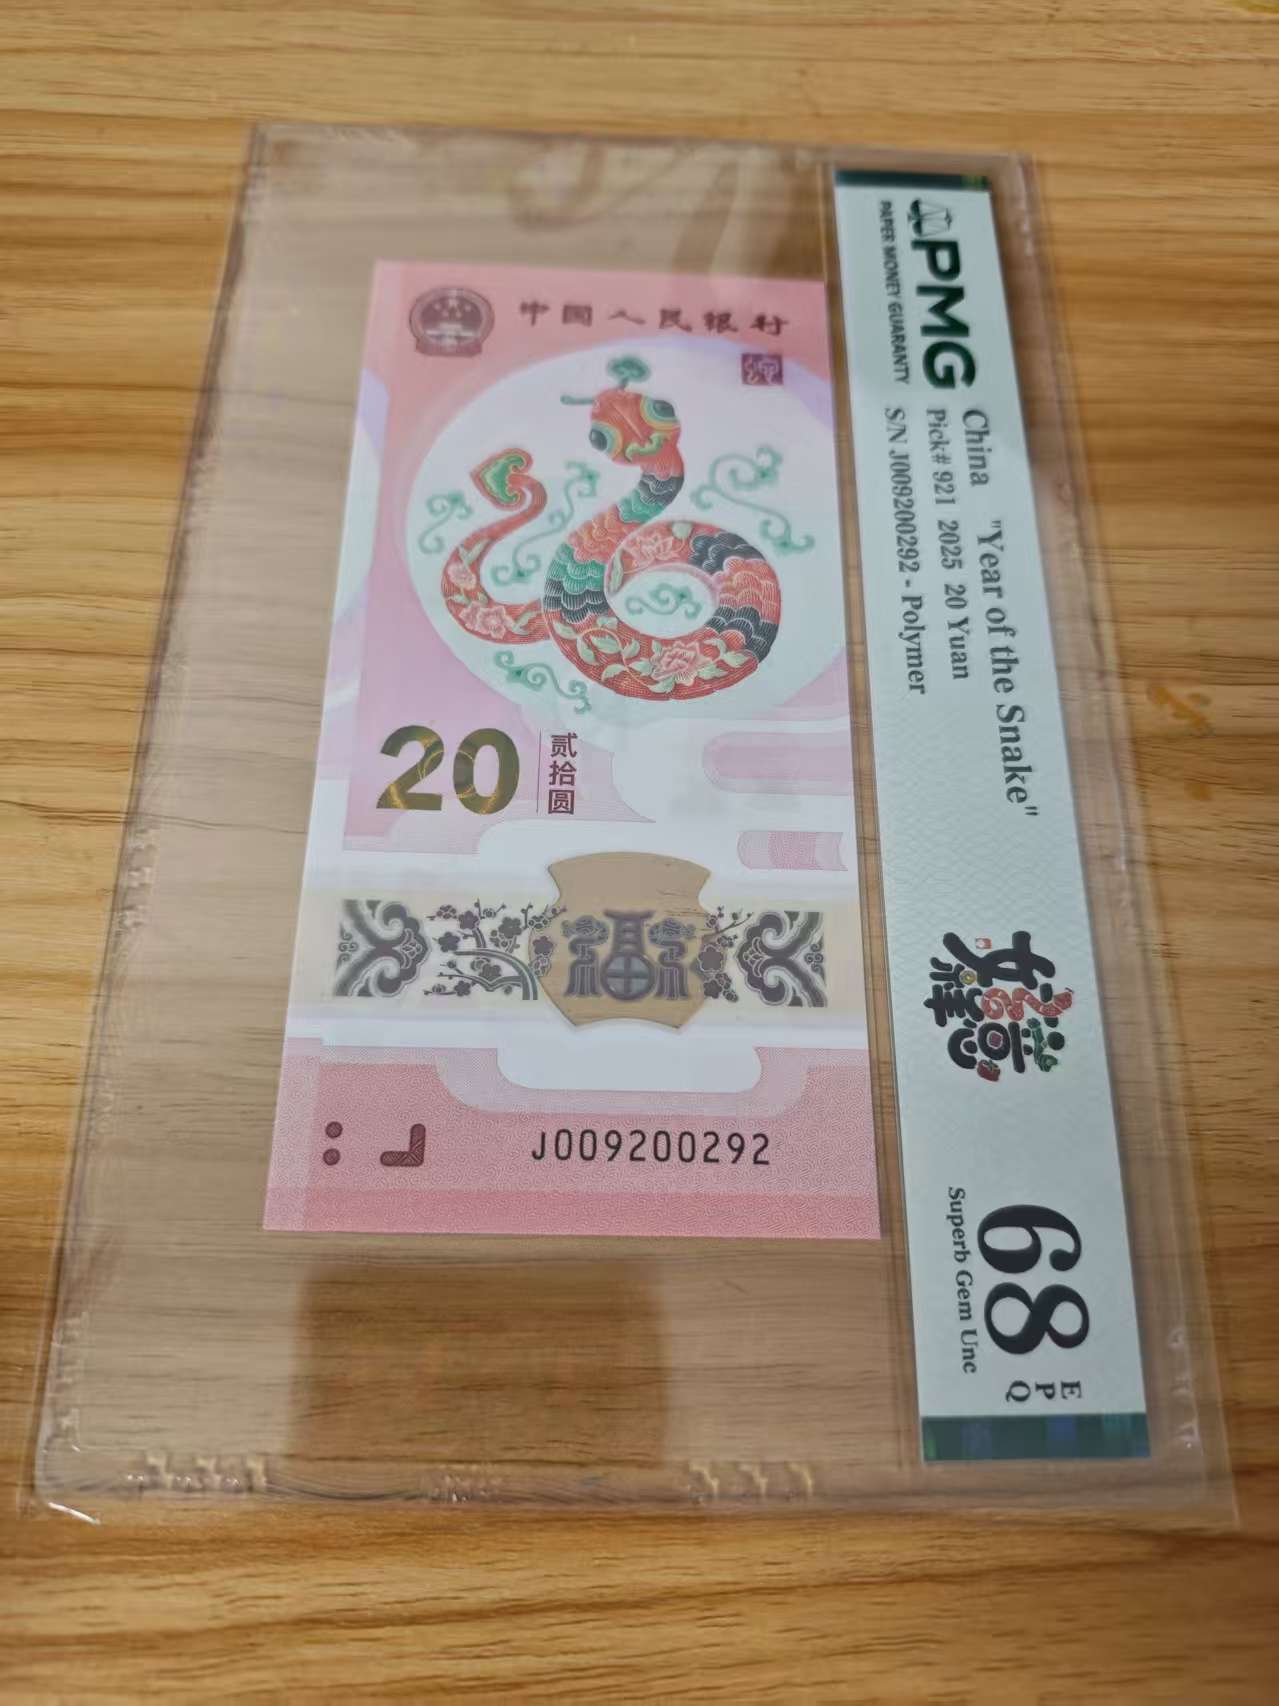 中国人民银行
20
贰拾圆
J009200292
PMG
PAPER MONEY GUARANTY
China "Year of the Snake"
Pick# 921 2025 20 Yuan
S/N J009200292 - Polymer
68 EPQ
Superb Gem Unc